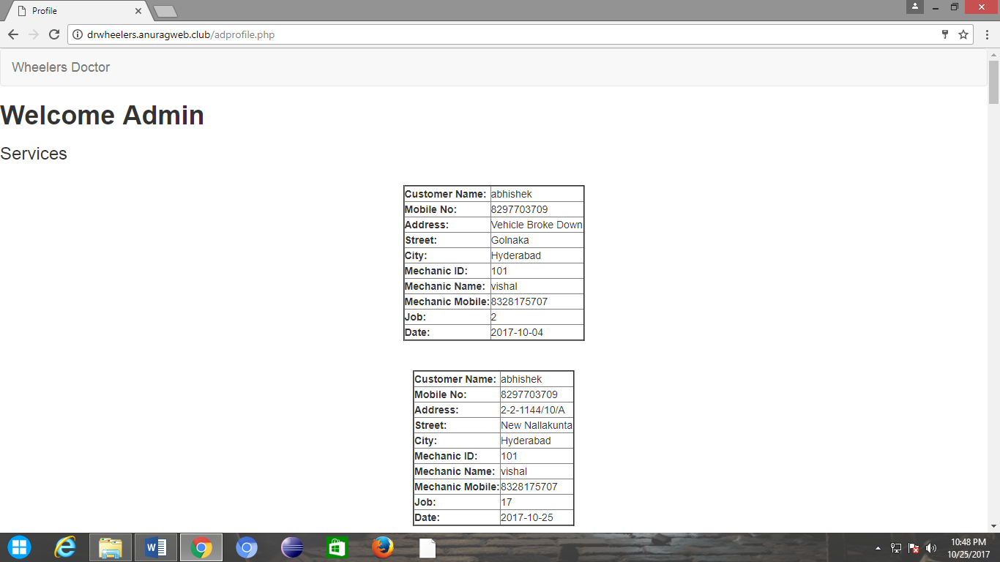 Profile
drwheelers.anuragweb.club/adprofile.php
Wheelers Doctor
Welcome Admin
Services
Customer Name: abhishek
Mobile No: 8297703709
Address: Vehicle Broke Down
Street: Golnaka
City: Hyderabad
Mechanic ID: 101
Mechanic Name: vishal
Mechanic Mobile: 8328175707
Job: 2
Date: 2017-10-04
Customer Name: abhishek
Mobile No: 8297703709
Address: 2-2-1144/10/A
Street: New Nallakunta
City: Hyderabad
Mechanic ID: 101
Mechanic Name: vishal
Mechanic Mobile: 8328175707
Job: 17
Date: 2017-10-25
10:48 PM
10/25/2017